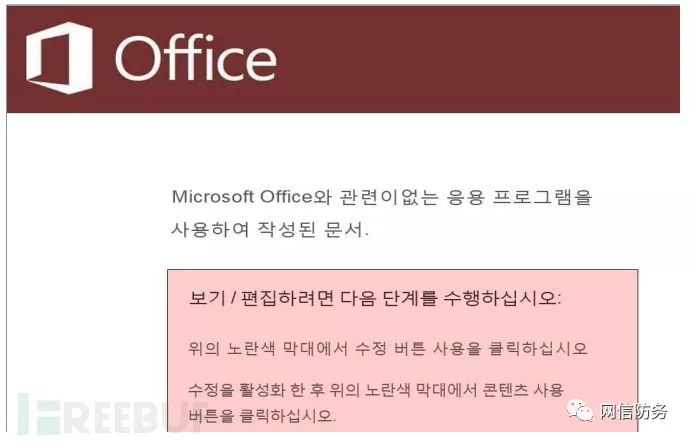 Office
Microsoft Office와 관련이없는 응용 프로그램을
사용하여 작성된 문서.
보기 / 편집하려면 다음 단계를 수행하십시오:
위의 노란색 막대에서 수정 버튼 사용을 클릭하십시오
수정을 활성화 한 후 위의 노란색 막대에서 콘텐츠 사용
버튼을 클릭하십시오.
REEBUF
网信防务